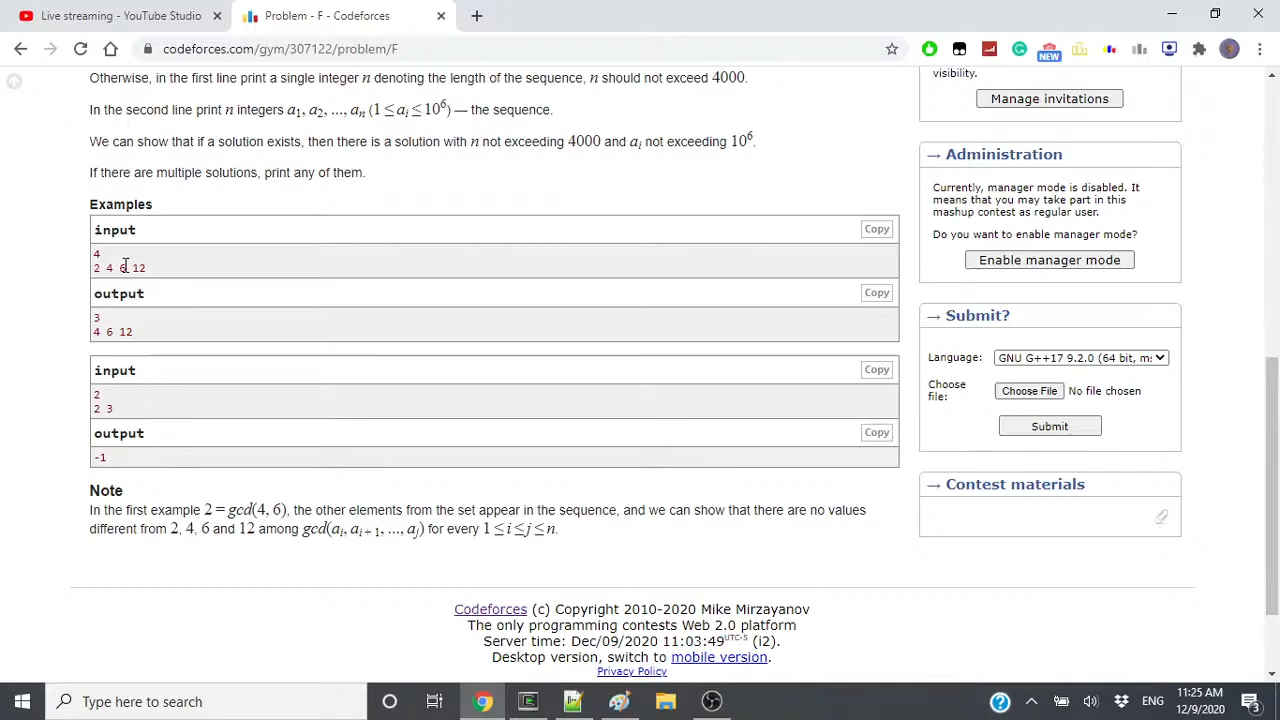 Live streaming - YouTube Studio
Problem - F - Codeforces
codeforces.com/gym/307122/problem/F
NEW
Otherwise, in the first line print a single integer n denoting the length of the sequence, n should not exceed 4000.
In the second line print n integers a1, a2, ..., an (1 ≤ ai ≤ 10^6) — the sequence.
We can show that if a solution exists, then there is a solution with n not exceeding 4000 and ai not exceeding 10^6.
If there are multiple solutions, print any of them.
Examples
input
Copy
4
2 4 6 12
output
Copy
3
4 6 12
input
Copy
2
2 3
output
Copy
-1
Note
In the first example 2 = gcd(4, 6), the other elements from the set appear in the sequence, and we can show that there are no values
different from 2, 4, 6 and 12 among gcd(ai, ai+1, ..., aj) for every 1 ≤ i ≤ j ≤ n.
visibility.
Manage invitations
→ Administration
Currently, manager mode is disabled. It
means that you may take part in this
mashup contest as regular user.
Do you want to enable manager mode?
Enable manager mode
→ Submit?
Language:
GNU G++17 9.2.0 (64 bit, m
Choose
file:
Choose File No file chosen
Submit
→ Contest materials
Codeforces (c) Copyright 2010-2020 Mike Mirzayanov
The only programming contests Web 2.0 platform
Server time: Dec/09/2020 11:03:49UTC-5 (i2).
Desktop version, switch to mobile version.
Privacy Policy
Type here to search
ENG
11:25 AM
12/9/2020
3